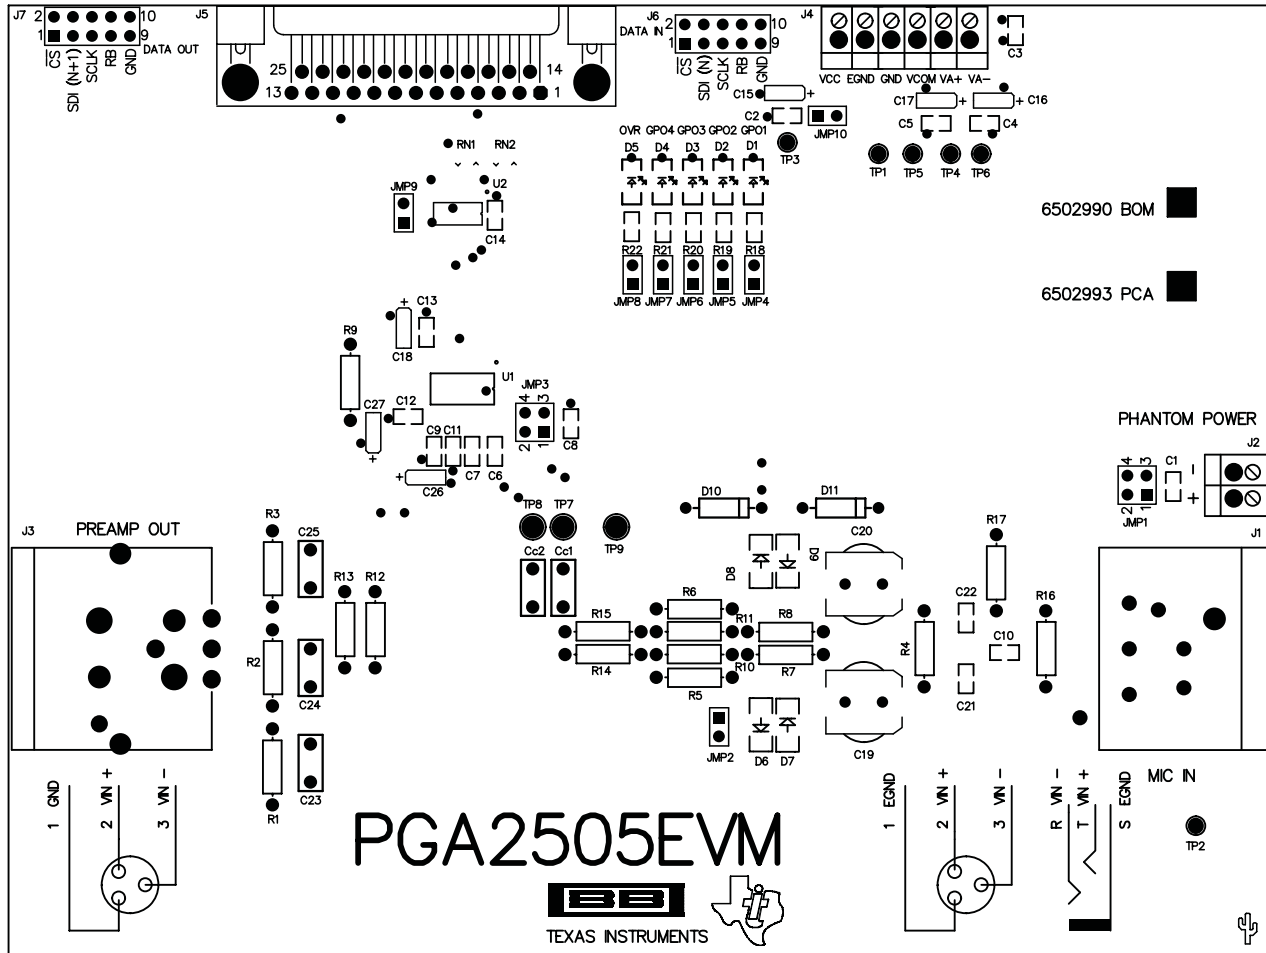 J7 2 10
1 9 DATA OUT
CS
SDI (N+1)
SCLK
RB
GND
J5
25 14
13 1
J6 2 10
DATA IN
1 9
CS
SDI (N)
SCLK
RB
GND
J4
VCC EGND GND VCOM VA+ VA-
C3
C15 +
C2
JMP10
TP3
C17 +
+ C16
C5
C4
TP1 TP5 TP4 TP6
OVR GPO4 GPO3 GPO2 GPO1
D5 D4 D3 D2 D1
R22 R21 R20 R19 R18
JMP8 JMP7 JMP6 JMP5 JMP4
RN1 RN2
U2
JMP9
C14
6502990 BOM
6502993 PCA
+ C13
C18
R9
U1
C27
+
C12
C9 C11
C7 C6
+
C26
JMP3
4 3
2 1
C8
PHANTOM POWER
J2
4 3
2 1
JMP1
C1
-
+
J1
J3
PREAMP OUT
R3
C25
R13 R12
R2
C24
R1
C23
TP8 TP7
TP9
Cc2 Cc1
D10 D11
C20
R17
D8
D9
R6
R15
R11
R8
R14
R10
R7
R5
R4
C22
C10
C21
R16
JMP2
D6 D7
C19
MIC IN
TP2
1 GND
2 VIN +
3 VIN -
1 EGND
2 VIN +
3 VIN -
R VIN -
T VIN +
S EGND
PGA2505EVM
BB
TEXAS INSTRUMENTS